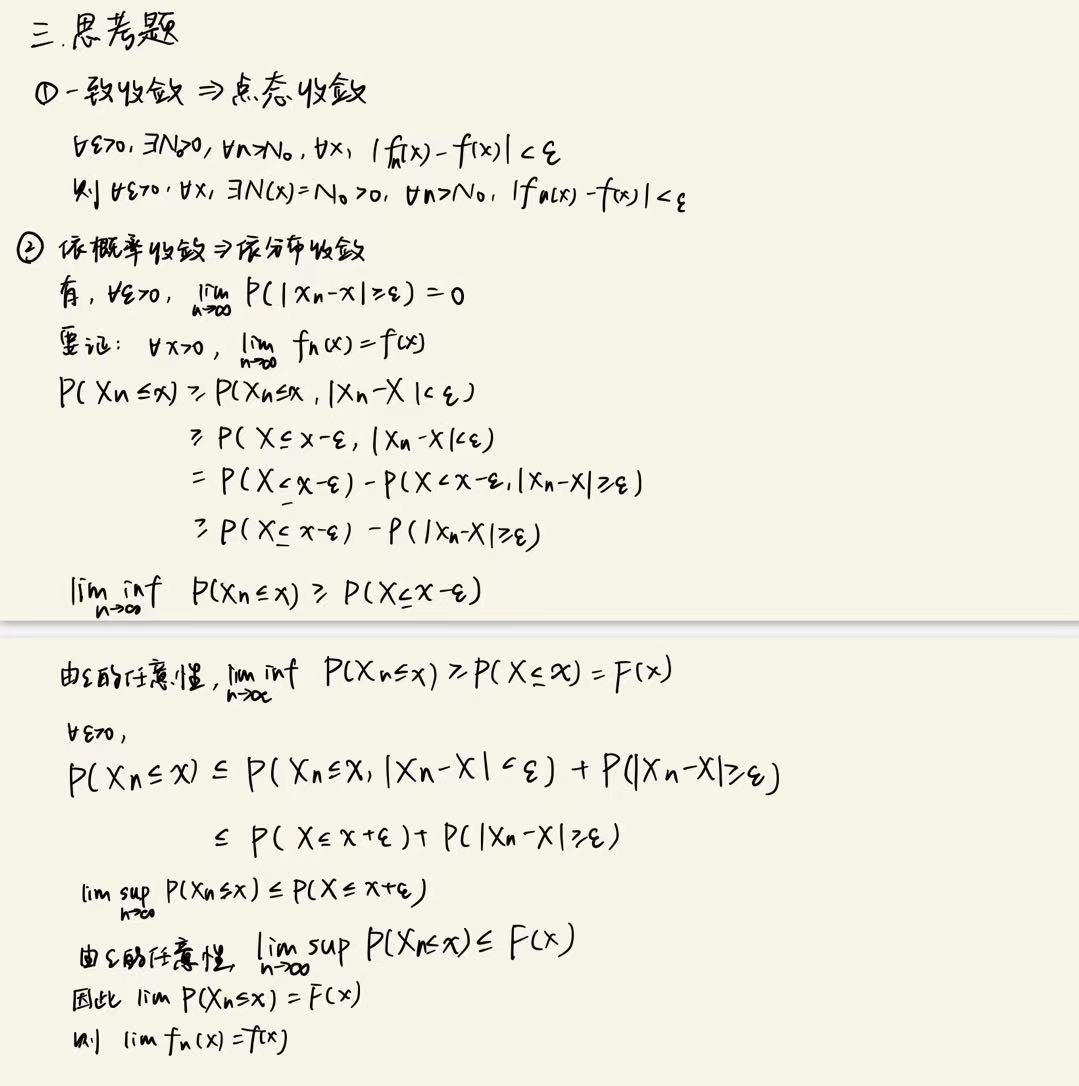 三.思考题
① 一致收敛 ⇒ 点态收敛
∀ε>0, ∃N₀>0, ∀n>N₀, ∀x, |fₙ(x)-f(x)|<ε
则 ∀ε>0, ∀x, ∃N(x)=N₀>0, ∀n>N₀, |fₙ(x)-f(x)|<ε
② 依概率收敛⇒依分布收敛
有, ∀ε>0, lim n→∞ P(|Xₙ-x|≥ε)=0
要证: ∀x>0, lim n→∞ fₙ(x)=f(x)
P(Xₙ≤x)≥P(Xₙ≤x, |Xₙ-X|<ε)
≥P(X≤x-ε, |Xₙ-X|<ε)
=P(X≤x-ε)-P(X<x-ε, |Xₙ-X|≥ε)
≥P(X≤x-ε)-P(|Xₙ-X|≥ε)
lim inf n→∞ P(Xₙ≤x)≥P(X≤x-ε)
由ε的任意性, lim inf n→∞ P(Xₙ≤x)≥P(X≤x)=F(x)
∀ε>0,
P(Xₙ≤x)≤P(Xₙ≤x, |Xₙ-X|<ε)+P(|Xₙ-X|≥ε)
≤P(X≤x+ε)+P(|Xₙ-X|≥ε)
lim sup n→∞ P(Xₙ≤x)≤P(X≤x+ε)
由ε的任意性, lim sup n→∞ P(Xₙ≤x)≤F(x)
因此 lim P(Xₙ≤x)=F(x)
则 lim fₙ(x)=f(x)